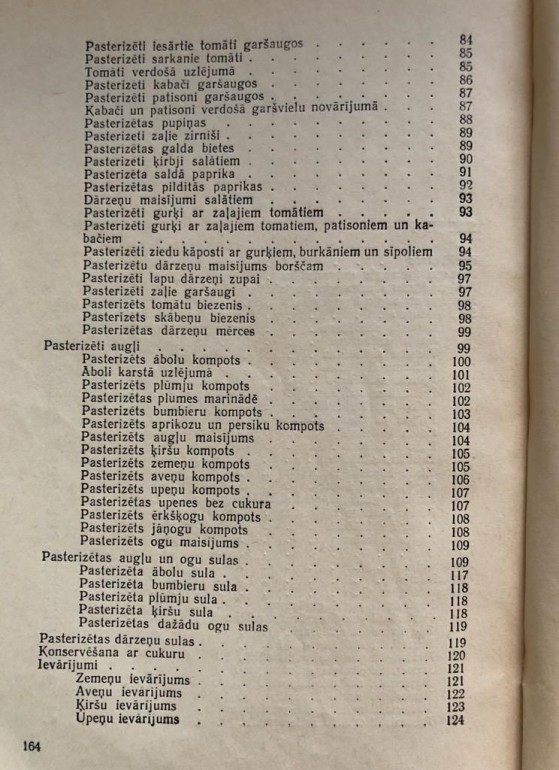 Pasterizēti iesārtie tomāti garšaugos . . . . . . 84
Pasterizēti sarkanie tomāti . . . . . . . . 85
Tomāti verdošā uzlējumā . . . . . . . . 85
Pasterizēti kabači garšaugos . . . . . . . 86
Pasterizēti patisoni garšaugos . . . . . . . 87
Kabači un patisoni verdošā garšvielu novārījumā . . . 87
Pasterizētas pupiņas . . . . . . . . 88
Pasterizēti zaļie zirnīši . . . . . . . . 89
Pasterizētas galda bietes . . . . . . . . 89
Pasterizēti ķirbji salātiem . . . . . . . . 90
Pasterizēta saldā paprika . . . . . . . . 91
Pasterizētas pildītās paprikas . . . . . . . 92
Dārzeņu maisījumi salātiem . . . . . . . 93
Pasterizēti gurķi ar zaļajiem tomātiem . . . . . 93
Pasterizēti gurķi ar zaļajiem tomatiem, patisoniem un ka-
bačiem . . . . . . . . . . . . 94
Pasterizēti ziedu kāposti ar gurķiem, burkāniem un sīpoliem 94
Pasterizētu dārzeņu maisījums borščam . . . . . . 95
Pasterizēti lapu dārzeņi zupai . . . . . . . 97
Pasterizēti zaļie garšaugi . . . . . . . . 97
Pasterizēts tomātu biezenis . . . . . . . . 98
Pasterizēts skābeņu biezenis . . . . . . . 98
Pasterizētas dārzeņu mērces . . . . . . . 99
Pasterizēti augļi . . . . . . . . . . 99
Pasterizēts ābolu kompots . . . . . . . . 100
Āboli karstā uzlējumā . . . . . . . . 101
Pasterizēts plūmju kompots . . . . . . . 102
Pasterizētas plūmes marinādē . . . . . . . 102
Pasterizēts bumbieru kompots . . . . . . . 103
Pasterizēts aprikozu un persiku kompots . . . . . 104
Pasterizēts augļu maisījums . . . . . . . 104
Pasterizēts ķiršu kompots . . . . . . . . 105
Pasterizēts zemeņu kompots . . . . . . . 105
Pasterizēts aveņu kompots . . . . . . . . 106
Pasterizēts upeņu kompots . . . . . . . . 107
Pasterizētas upenes bez cukura . . . . . . 107
Pasterizēts ērkšķogu kompots . . . . . . . 108
Pasterizēts jāņogu kompots . . . . . . . 108
Pasterizēts ogu maisījums . . . . . . . . 109
Pasterizētas augļu un ogu sulas . . . . . . . 109
Pasterizēta ābolu sula . . . . . . . . . 117
Pasterizēta bumbieru sula . . . . . . . . 118
Pasterizēta plūmju sula . . . . . . . . . 118
Pasterizēta ķiršu sula . . . . . . . . . 118
Pasterizētas dažādu ogu sulas . . . . . . . 119
Pasterizētas dārzeņu sulas . . . . . . . . . 119
Konservēšana ar cukuru . . . . . . . . . 120
Ievārījumi . . . . . . . . . . . . 121
Zemeņu ievārījums . . . . . . . . . 121
Aveņu ievārījums . . . . . . . . . 122
Ķiršu ievārījums . . . . . . . . . 123
Upeņu ievārījums . . . . . . . . . 124
164